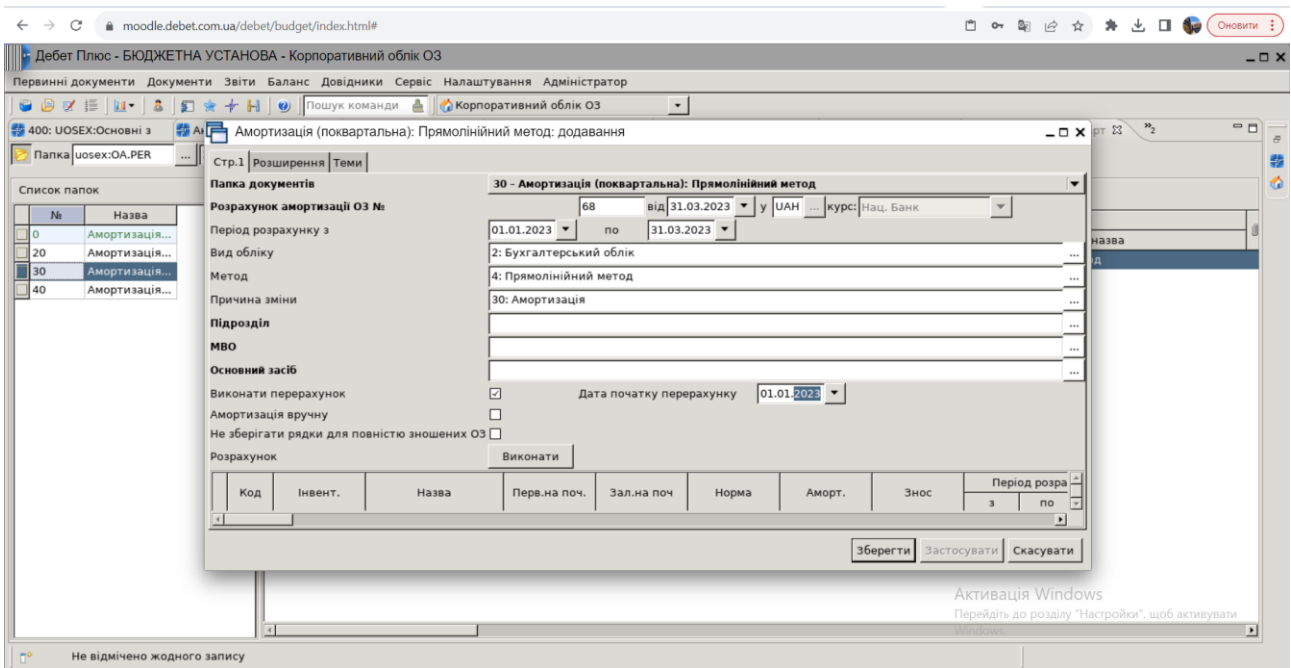 moodle.debet.com.ua/debet/budget/index.html#
Оновити
Дебет Плюс - БЮДЖЕТНА УСТАНОВА - Корпоративний облік ОЗ
Первинні документи Документи Звіти Баланс Довідники Сервіс Налаштування Адміністратор
Пошук команди Корпоративний облік ОЗ
400: UOSEX:Основні з
Амортизація (поквартальна): Прямолінійний метод: додавання
Папка uosex:OA.PER ...
Стр.1 Розширення Теми
Список папок
№ Назва
0 Амортизація...
20 Амортизація...
30 Амортизація...
40 Амортизація...
Папка документів 30 - Амортизація (поквартальна): Прямолінійний метод
Розрахунок амортизації ОЗ № 68 від 31.03.2023 у UAH ... курс: Нац. Банк
Період розрахунку з 01.01.2023 по 31.03.2023
Вид обліку 2: Бухгалтерський облік ...
Метод 4: Прямолінійний метод ...
Причина зміни 30: Амортизація ...
Підрозділ ...
МВО ...
Основний засіб ...
Виконати перерахунок Дата початку перерахунку 01.01.2023
Амортизація вручну
Не зберігати рядки для повністю зношених ОЗ
Розрахунок Виконати
Код Інвент. Назва Перв.на поч. Зал.на поч Норма Аморт. Знос Період розра
з по
Зберегти Застосувати Скасувати
назва
Активація Windows
Перейдіть до розділу "Настройки", щоб активувати
Windows.
Не відмічено жодного запису